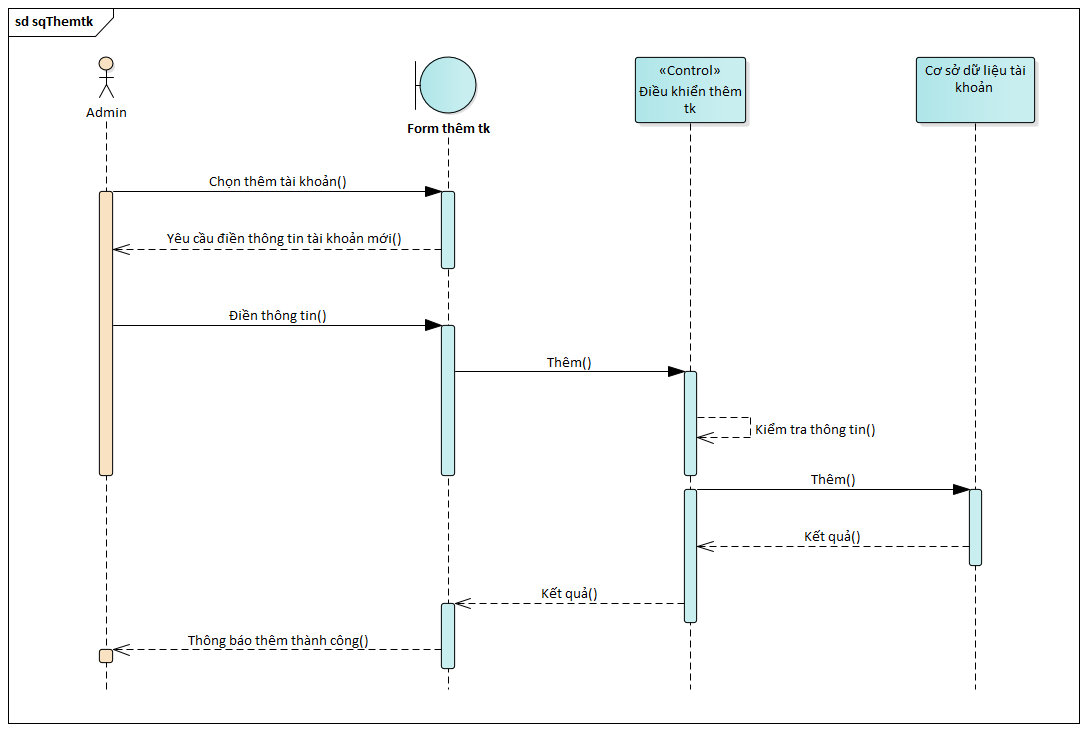 sd sqThemtk
Admin
Form thêm tk
«Control»
Điều khiển thêm
tk
Cơ sở dữ liệu tài
khoản
Chọn thêm tài khoản()
Yêu cầu điền thông tin tài khoản mới()
Điền thông tin()
Thêm()
Kiểm tra thông tin()
Thêm()
Kết quả()
Kết quả()
Thông báo thêm thành công()